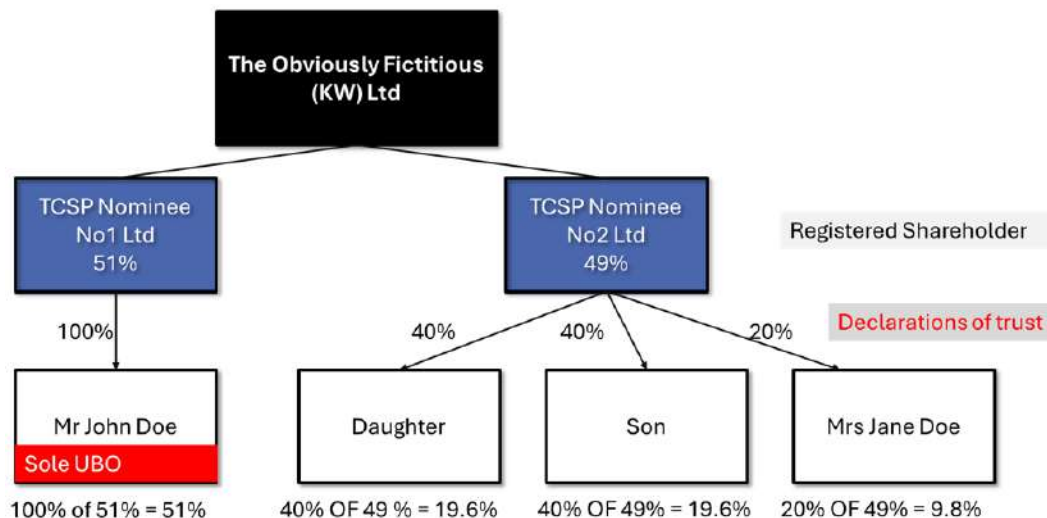 The Obviously Fictitious
(KW) Ltd
TCSP Nominee
No1 Ltd
51%
TCSP Nominee
No2 Ltd
49%
Registered Shareholder
100%
40%
40%
20%
Declarations of trust
Mr John Doe
Sole UBO
Daughter
Son
Mrs Jane Doe
100% of 51% = 51%
40% OF 49 % = 19.6%
40% OF 49% = 19.6%
20% OF 49% = 9.8%